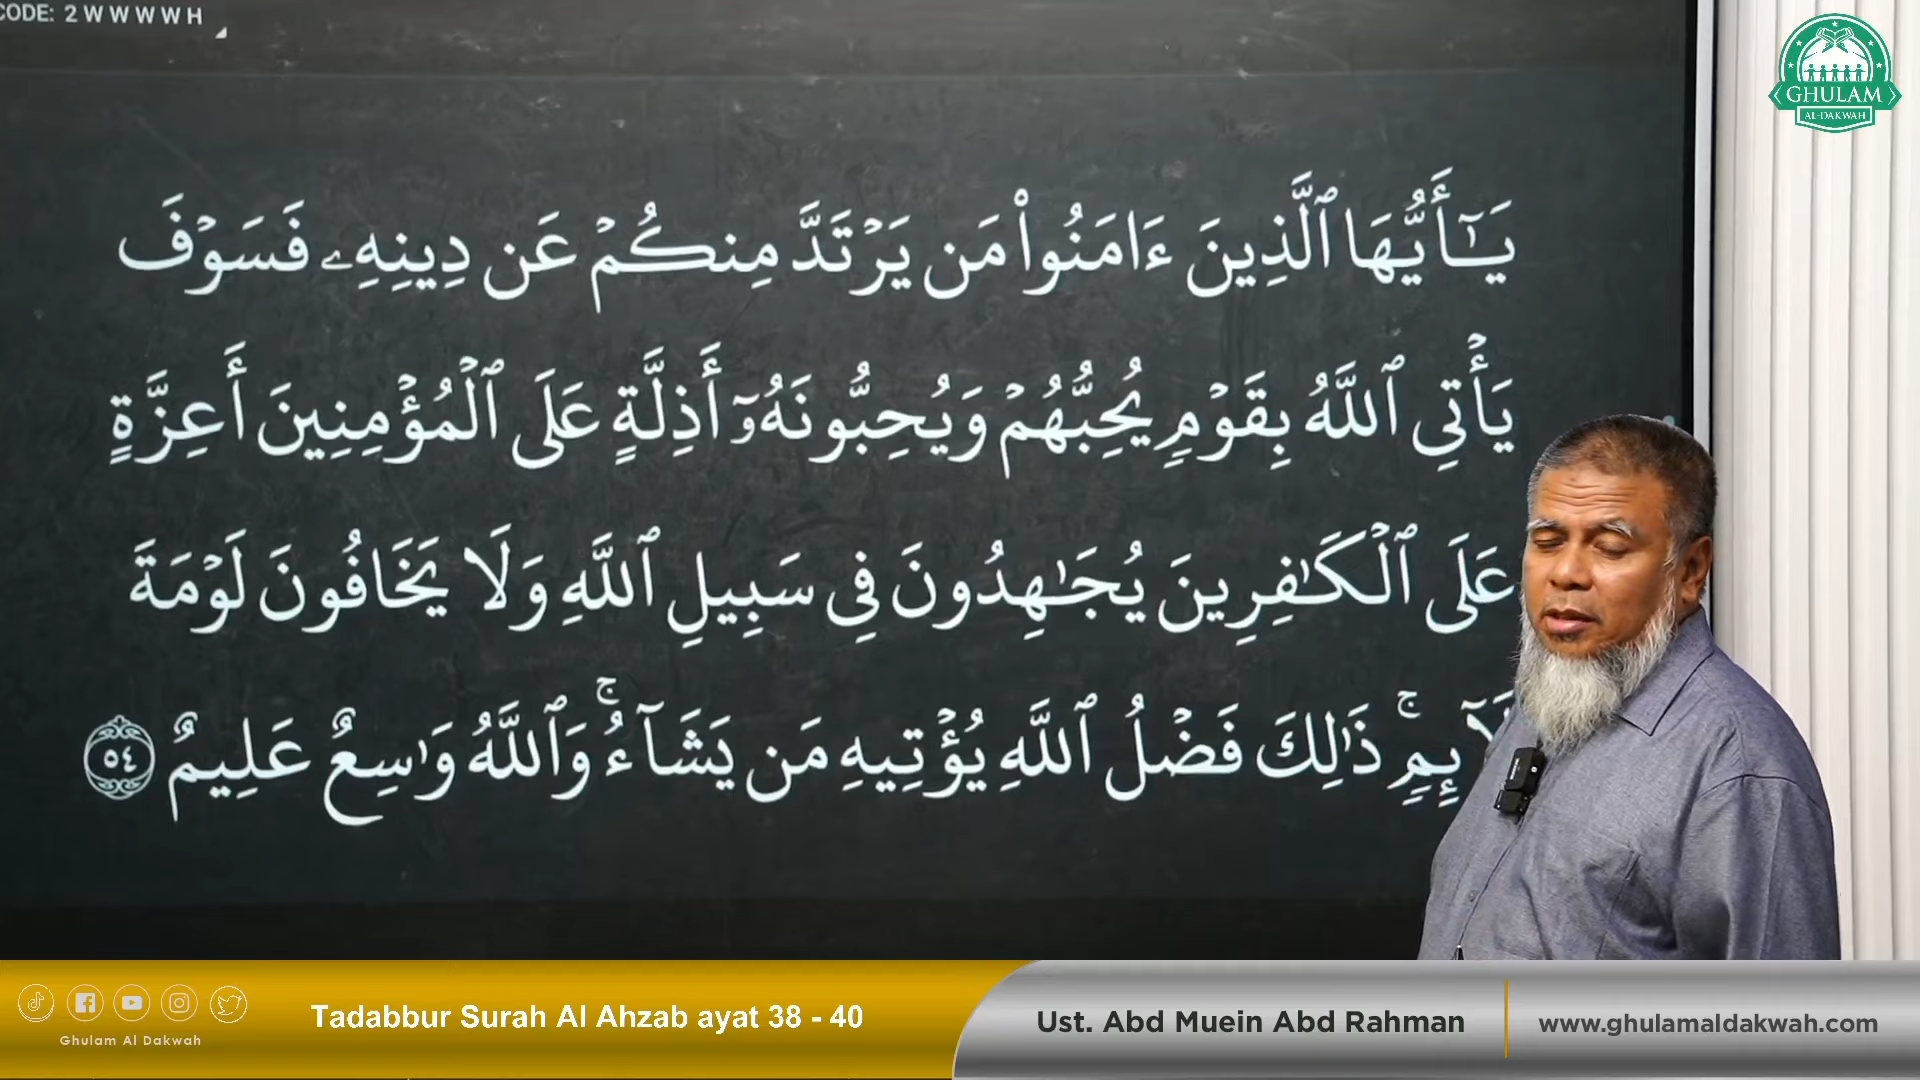 CODE: 2 W W W W H
GHULAM
AL-DAKWAH
يَـٰٓأَيُّهَا ٱلَّذِينَ ءَامَنُوا۟ مَن يَرْتَدَّ مِنكُمْ عَن دِينِهِۦ فَسَوْفَ
يَأْتِى ٱللَّهُ بِقَوْمٍ يُحِبُّهُمْ وَيُحِبُّونَهُۥٓ أَذِلَّةٍ عَلَى ٱلْمُؤْمِنِينَ أَعِزَّةٍ
عَلَى ٱلْكَـٰفِرِينَ يُجَـٰهِدُونَ فِى سَبِيلِ ٱللَّهِ وَلَا يَخَافُونَ لَوْمَةَ
لَآئِمٍ ۚ ذَٰلِكَ فَضْلُ ٱللَّهِ يُؤْتِيهِ مَن يَشَآءُ ۚ وَٱللَّهُ وَٰسِعٌ عَلِيمٌ ٥٤
Ghulam Al Dakwah
Tadabbur Surah Al Ahzab ayat 38 - 40
Ust. Abd Muein Abd Rahman
www.ghulamaldakwah.com